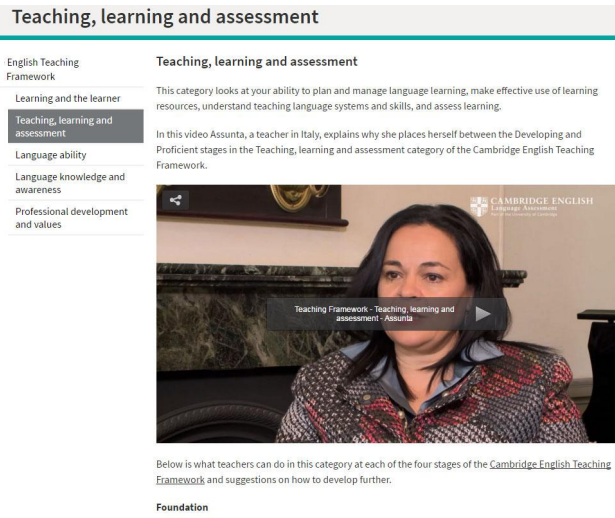 Teaching, learning and assessment
English Teaching
Framework
Learning and the learner
Teaching, learning and
assessment
Language ability
Language knowledge and
awareness
Professional development
and values
Teaching, learning and assessment
This category looks at your ability to plan and manage language learning, make effective use of learning
resources, understand teaching language systems and skills, and assess learning.
In this video Assunta, a teacher in Italy, explains why she places herself between the Developing and
Proficient stages in the Teaching, learning and assessment category of the Cambridge English Teaching
Framework.
CAMBRIDGE ENGLISH
Language Assessment
Part of the University of Cambridge
Teaching Framework - Teaching, learning and
assessment - Assunta
Below is what teachers can do in this category at each of the four stages of the Cambridge English Teaching
Framework and suggestions on how to develop further.
Foundation